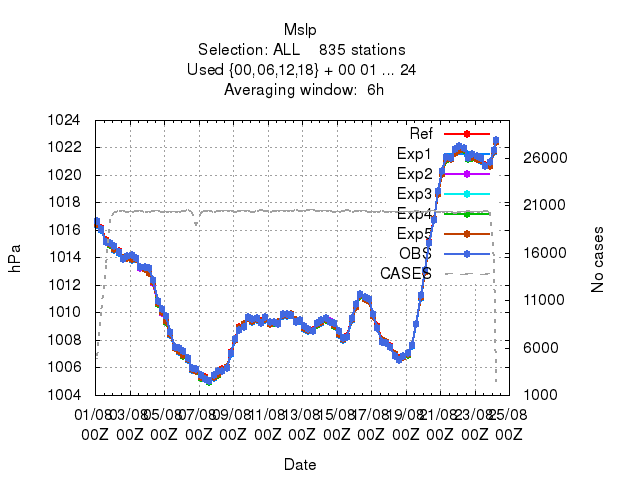 Mslp
Selection: ALL    835 stations
Used {00,06,12,18} + 00 01 ... 24
Averaging window:  6h
hPa
1024
1022
1020
1018
1016
1014
1012
1010
1008
1006
1004
Ref
Exp1
Exp2
Exp3
Exp4
Exp5
OBS
CASES
26000
21000
16000
11000
6000
1000
No cases
01/08 03/08 05/08 07/08 09/08 11/08 13/08 15/08 17/08 19/08 21/08 23/08 25/08
00Z 00Z 00Z 00Z 00Z 00Z 00Z 00Z 00Z 00Z 00Z 00Z 00Z
Date